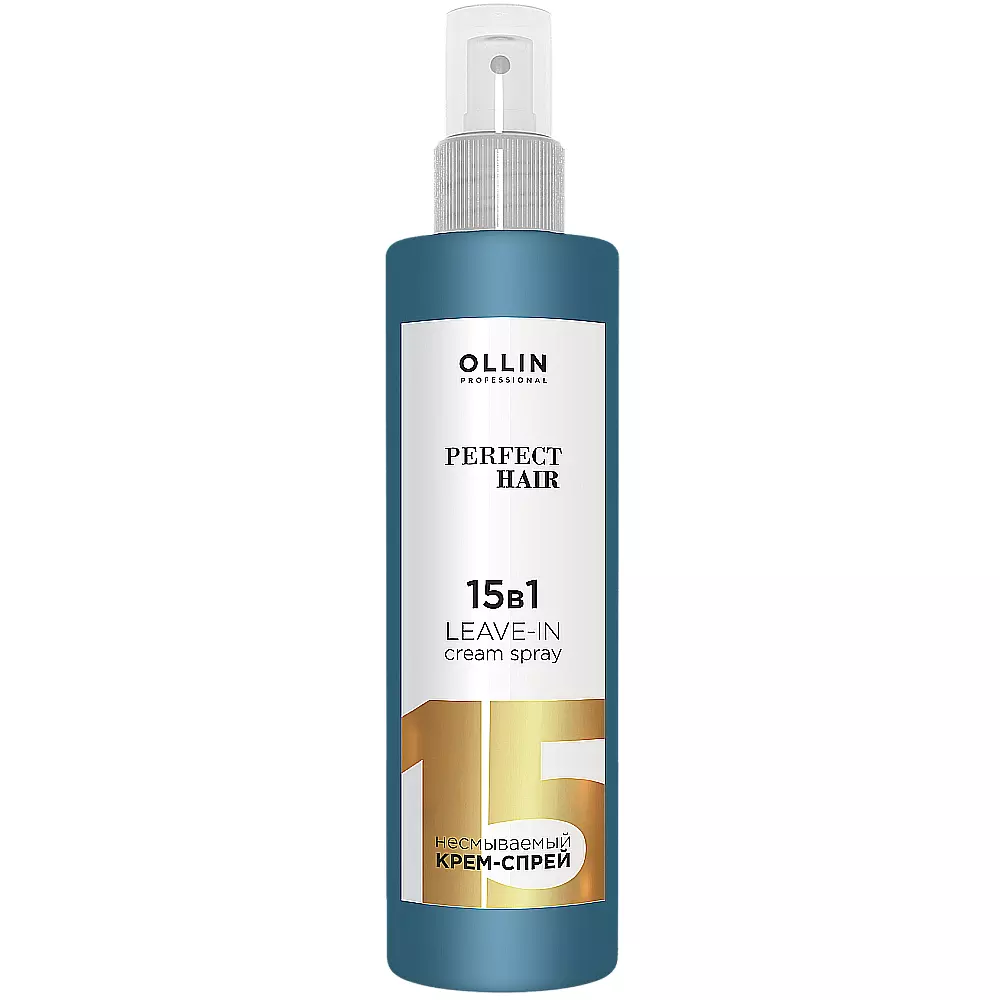 OLLIN
PROFESSIONAL
PERFECT
HAIR
15в1
LEAVE-IN
cream spray
15
несмываемый
КРЕМ-СПРЕЙ